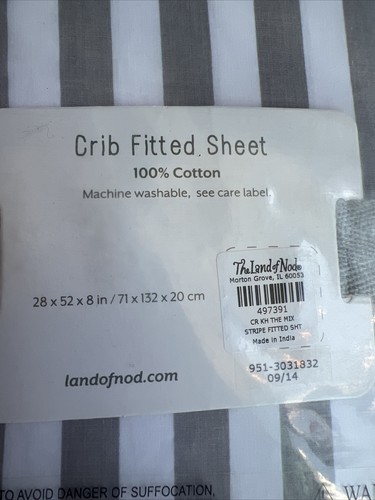 Crib Fitted Sheet
100% Cotton
Machine washable, see care label.
28 x 52 x 8 in / 71 x 132 x 20 cm
The Land of Nod
Morton Grove, IL 60053
497391
CR KH THE MIX
STRIPE FITTED SHT
Made in India
951-3031832
09/14
landofnod.com
TO AVOID DANGER OF SUFFOCATION,